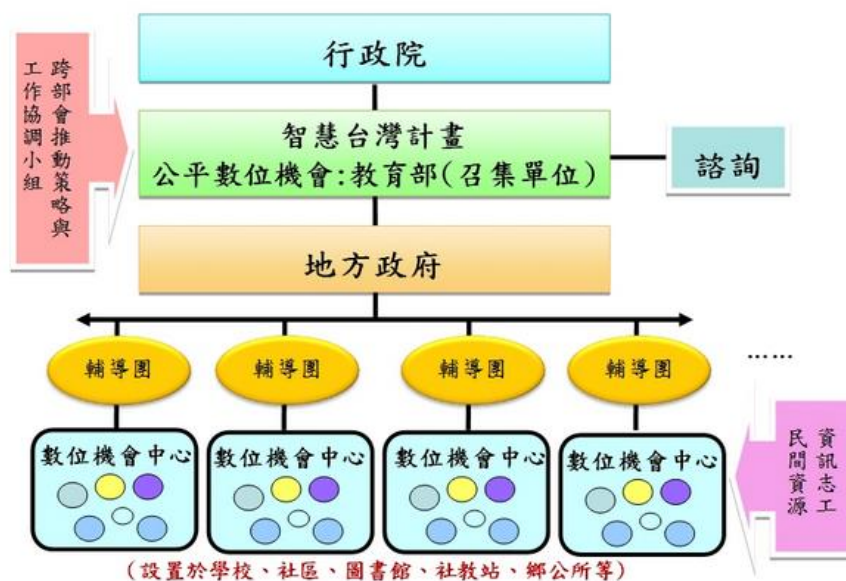 行政院
跨部會推動策略與
工作協調小組
智慧台灣計畫
公平數位機會:教育部(召集單位)
諮詢
地方政府
輔導團
輔導團
輔導團
輔導團
……
數位機會中心
數位機會中心
數位機會中心
數位機會中心
資訊志工
民間資源
(設置於學校、社區、圖書館、社教站、鄉公所等)